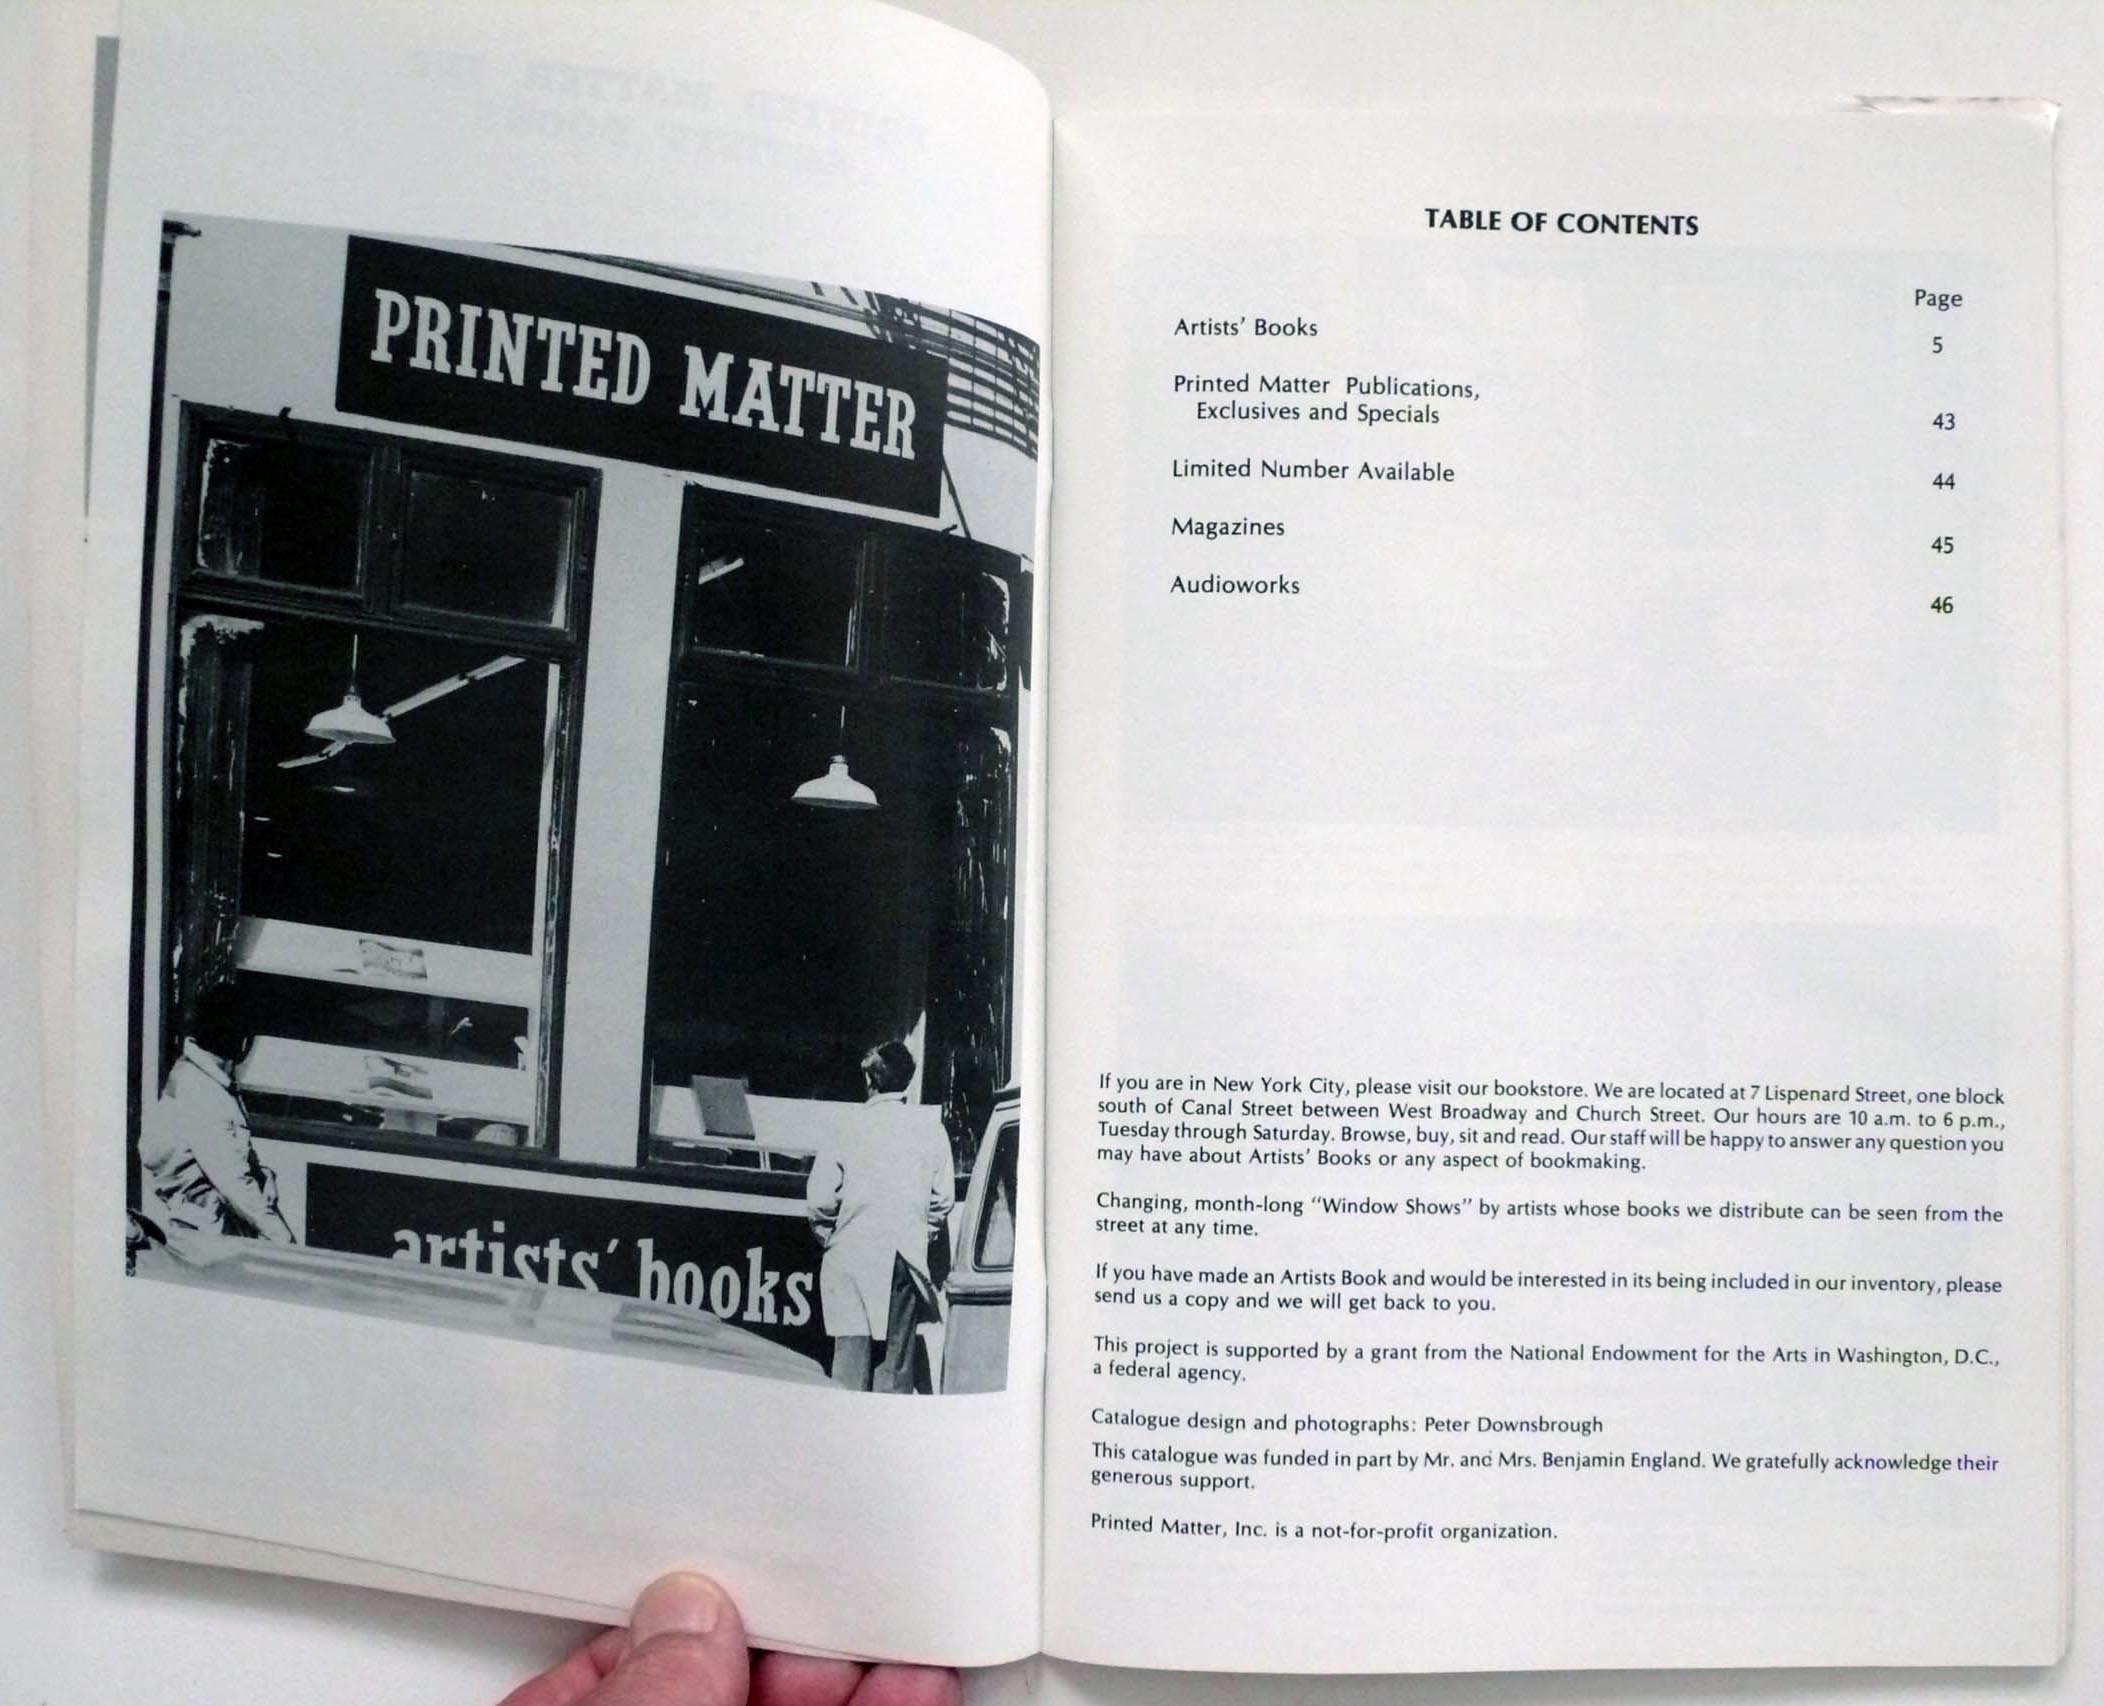 PRINTED MATTER
artists' books
TABLE OF CONTENTS
Page
Artists' Books 5
Printed Matter Publications,
Exclusives and Specials 43
Limited Number Available 44
Magazines 45
Audioworks 46
If you are in New York City, please visit our bookstore. We are located at 7 Lispenard Street, one block
south of Canal Street between West Broadway and Church Street. Our hours are 10 a.m. to 6 p.m.,
Tuesday through Saturday. Browse, buy, sit and read. Our staff will be happy to answer any question you
may have about Artists' Books or any aspect of bookmaking.
Changing, month-long "Window Shows" by artists whose books we distribute can be seen from the
street at any time.
If you have made an Artists Book and would be interested in its being included in our inventory, please
send us a copy and we will get back to you.
This project is supported by a grant from the National Endowment for the Arts in Washington, D.C.,
a federal agency.
Catalogue design and photographs: Peter Downsbrough
This catalogue was funded in part by Mr. and Mrs. Benjamin England. We gratefully acknowledge their
generous support.
Printed Matter, Inc. is a not-for-profit organization.